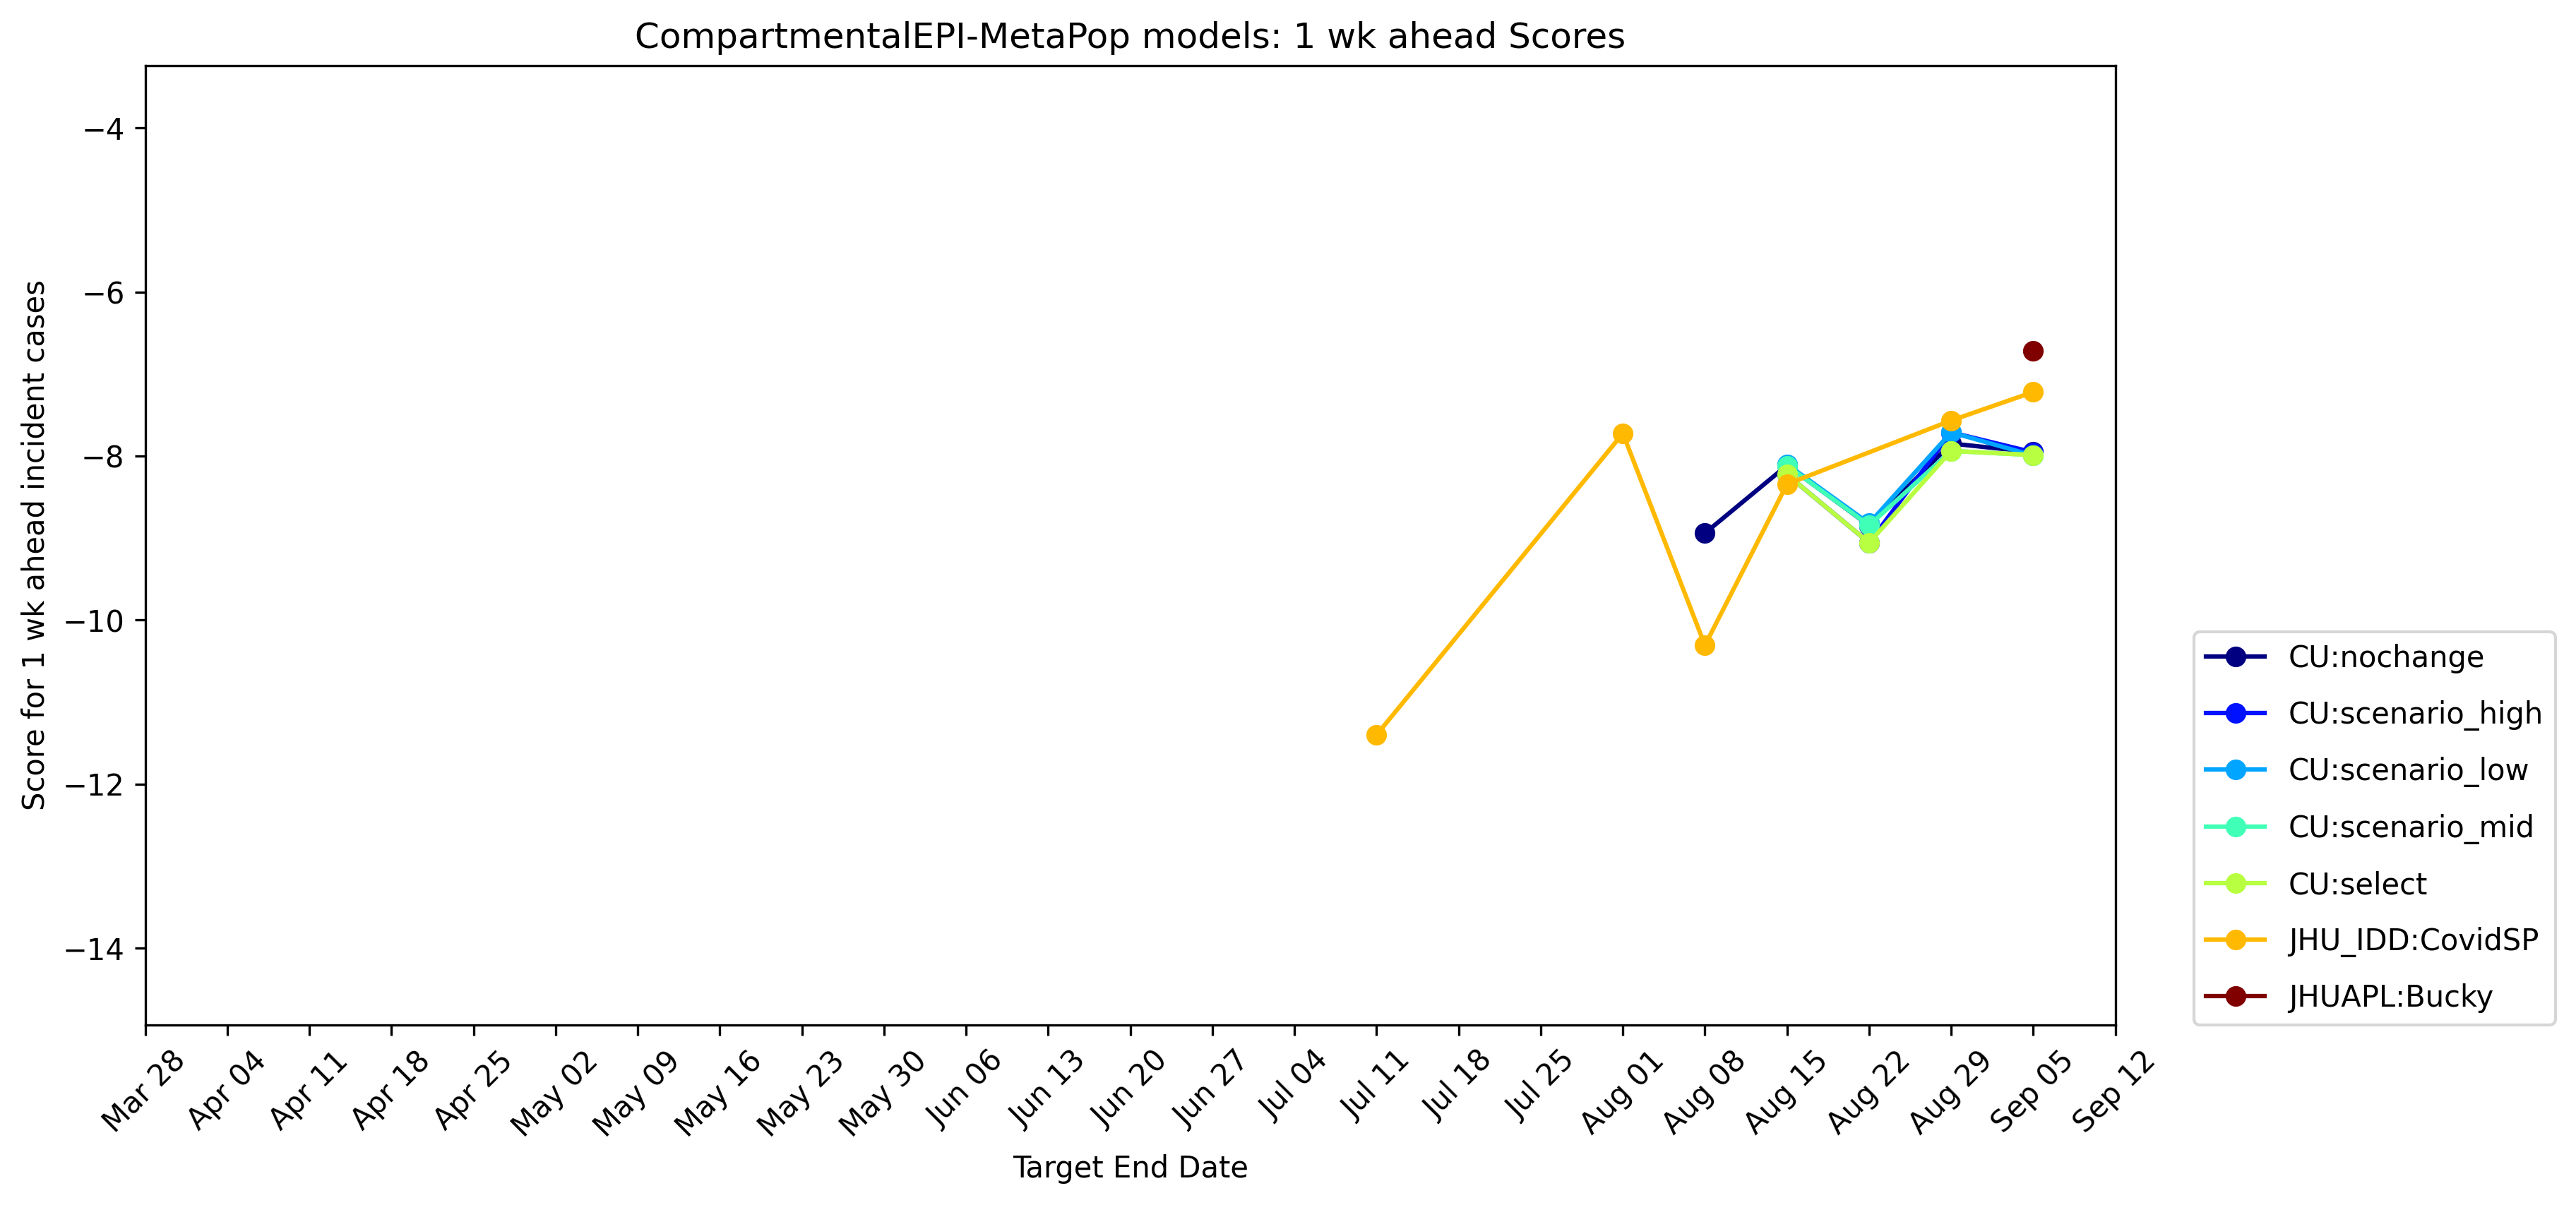 CompartmentalEPI-MetaPop models: 1 wk ahead Scores
Score for 1 wk ahead incident cases
−4
−6
−8
−10
−12
−14
Mar 28
Apr 04
Apr 11
Apr 18
Apr 25
May 02
May 09
May 16
May 23
May 30
Jun 06
Jun 13
Jun 20
Jun 27
Jul 04
Jul 11
Jul 18
Jul 25
Aug 01
Aug 08
Aug 15
Aug 22
Aug 29
Sep 05
Sep 12
Target End Date
CU:nochange
CU:scenario_high
CU:scenario_low
CU:scenario_mid
CU:select
JHU_IDD:CovidSP
JHUAPL:Bucky